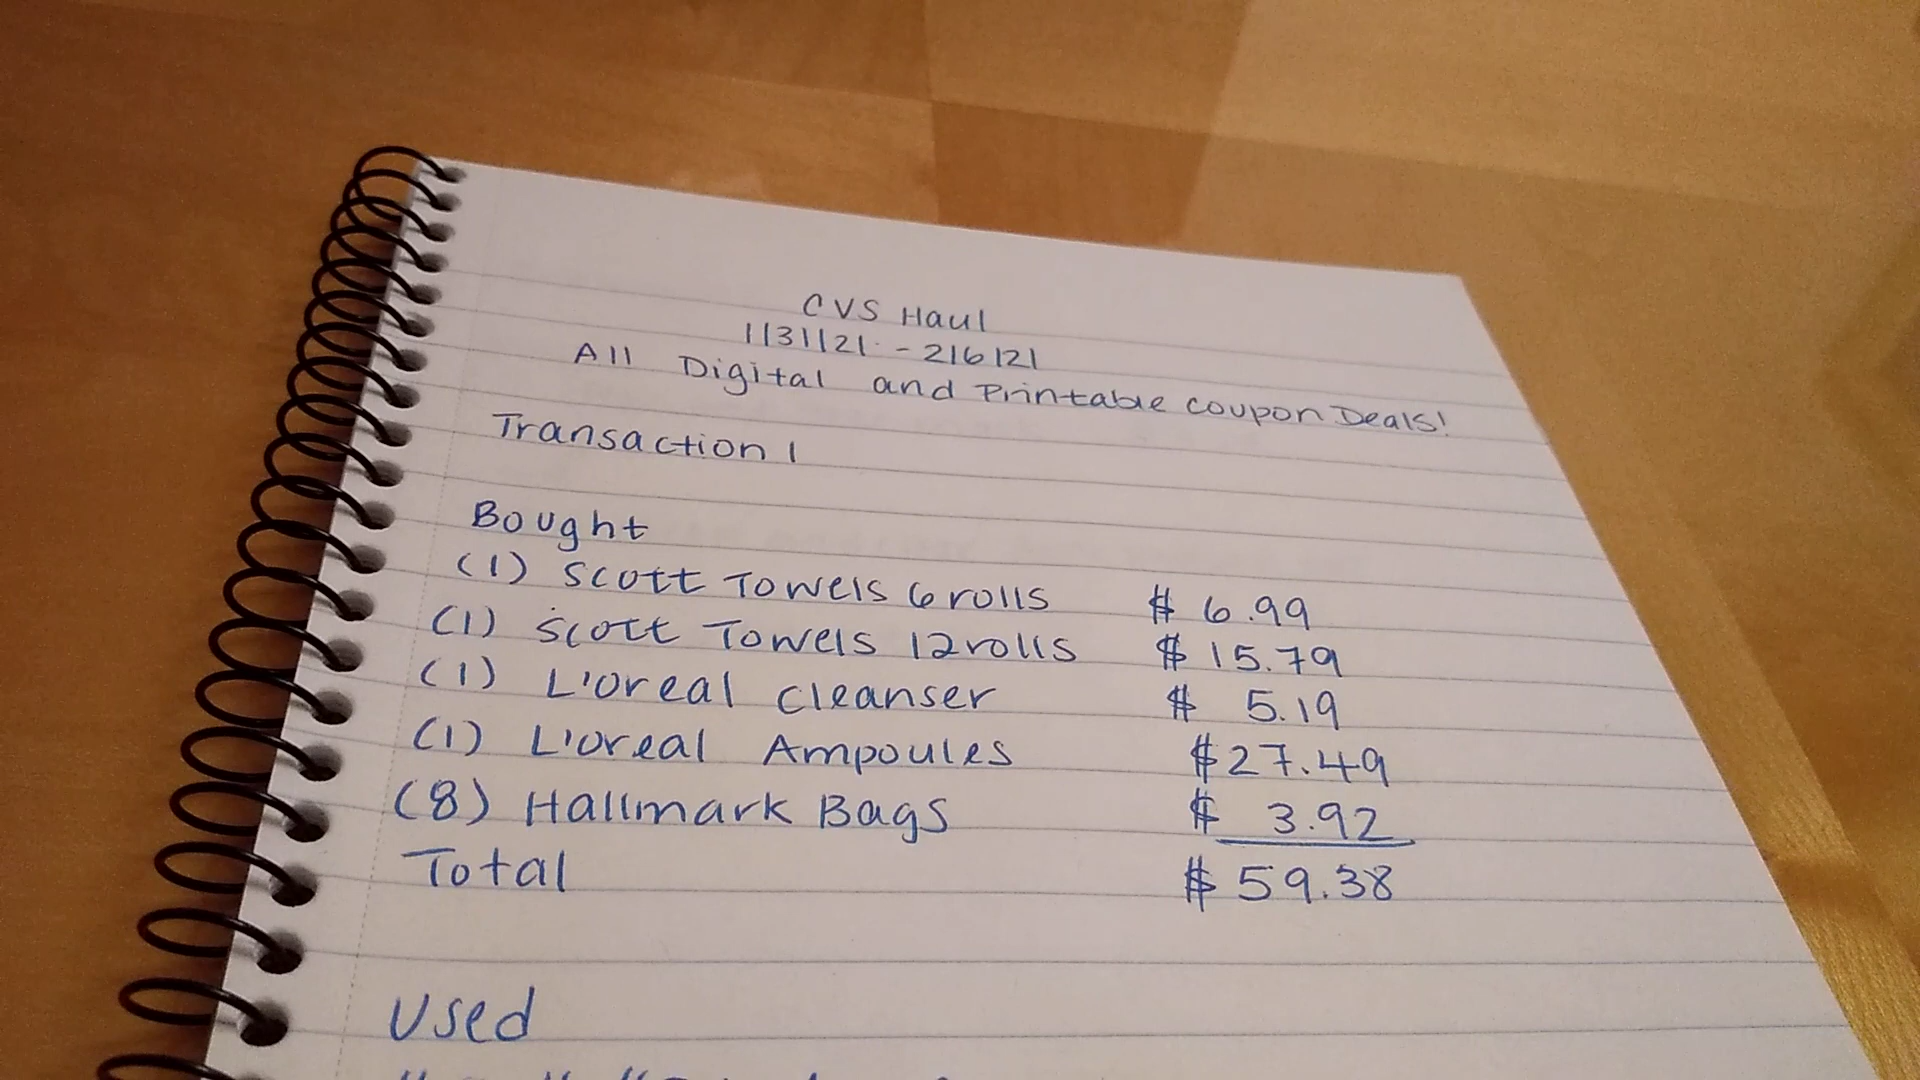 CVS Haul
1/31/21 - 2/6/21
All Digital and Printable coupon Deals!
Transaction 1
Bought
(1) Scott Towels 6 rolls $ 6.99
(1) Scott Towels 12 rolls $ 15.79
(1) L'oreal cleanser $ 5.19
(1) L'oreal Ampoules $27.49
(8) Hallmark Bags $ 3.92
Total $ 59.38
Used